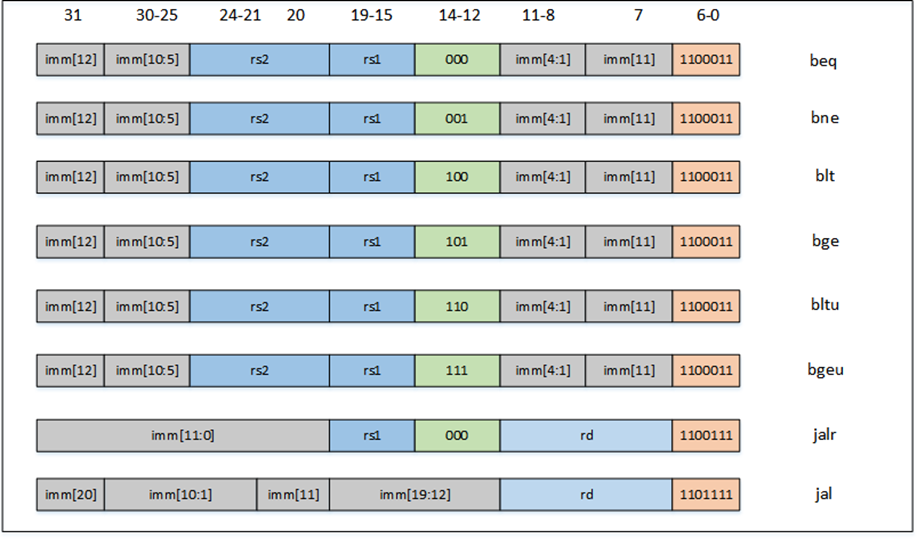 31 30-25 24-21 20 19-15 14-12 11-8 7 6-0
imm[12] imm[10:5] rs2 rs1 000 imm[4:1] imm[11] 1100011 beq
imm[12] imm[10:5] rs2 rs1 001 imm[4:1] imm[11] 1100011 bne
imm[12] imm[10:5] rs2 rs1 100 imm[4:1] imm[11] 1100011 blt
imm[12] imm[10:5] rs2 rs1 101 imm[4:1] imm[11] 1100011 bge
imm[12] imm[10:5] rs2 rs1 110 imm[4:1] imm[11] 1100011 bltu
imm[12] imm[10:5] rs2 rs1 111 imm[4:1] imm[11] 1100011 bgeu
imm[11:0] rs1 000 rd 1100111 jalr
imm[20] imm[10:1] imm[11] imm[19:12] rd 1101111 jal